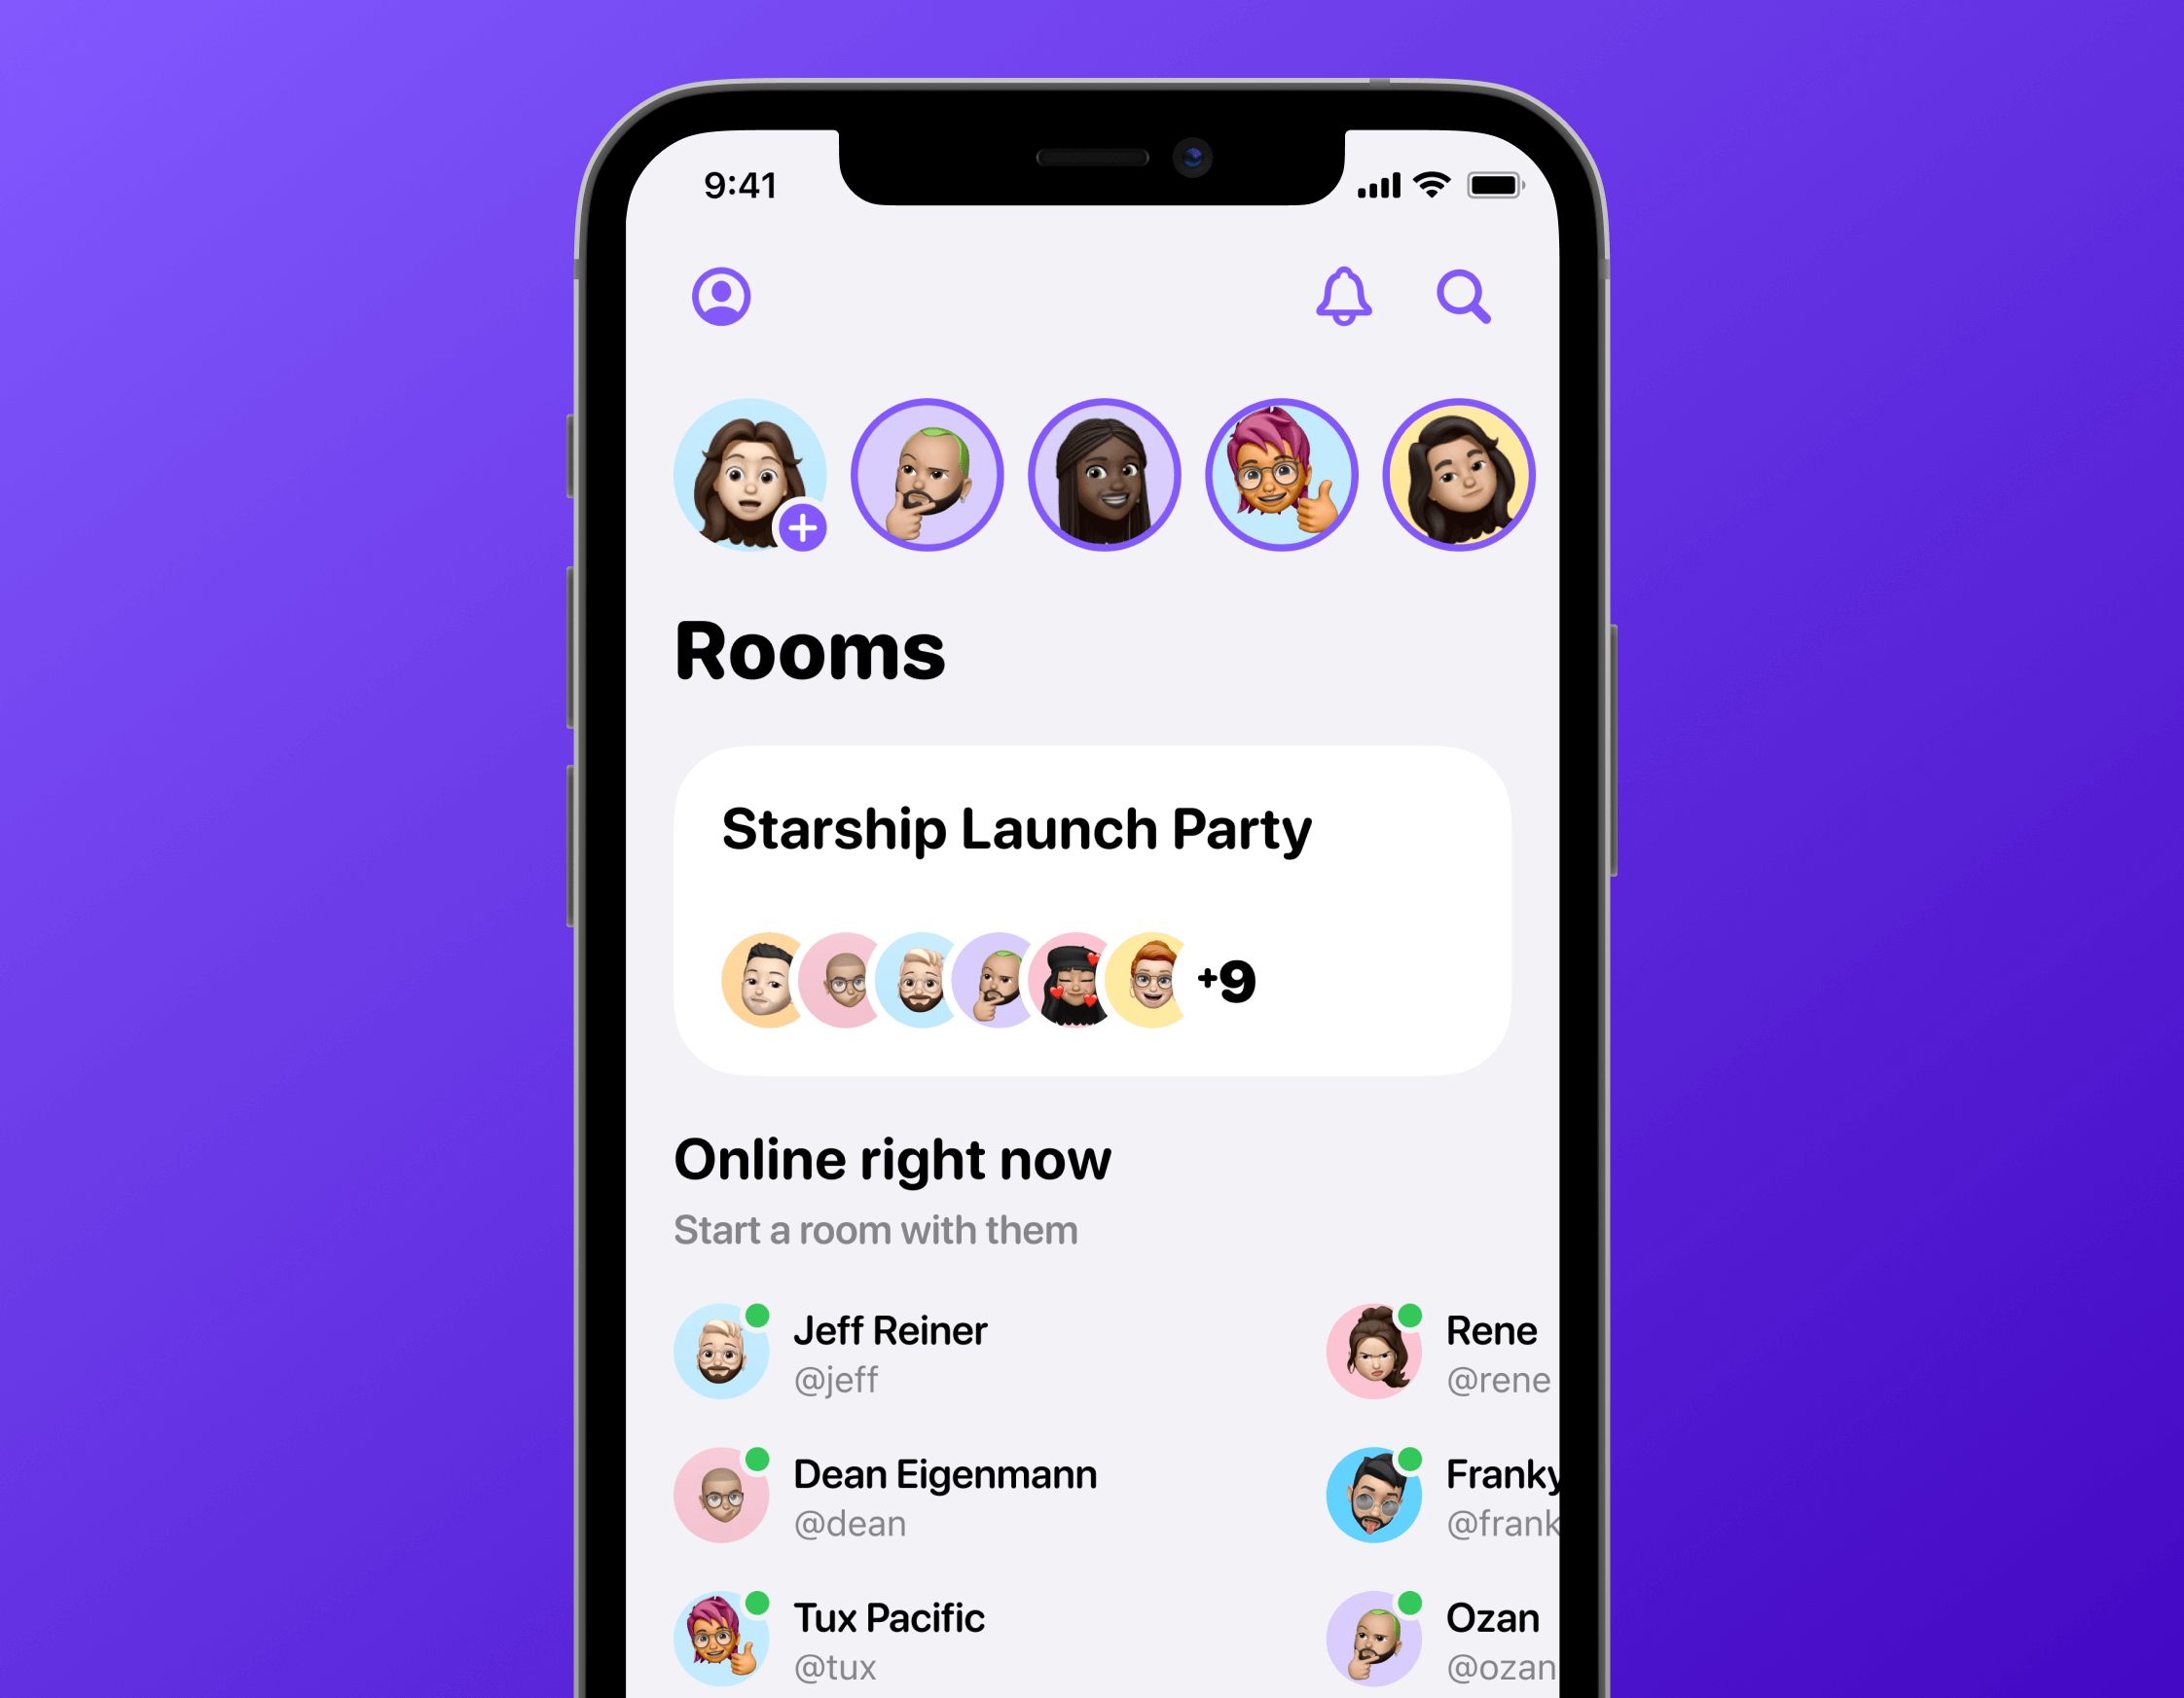 9:41
Rooms
Starship Launch Party
+9
Online right now
Start a room with them
Jeff Reiner
@jeff
Rene
@rene
Dean Eigenmann
@dean
Franky
@frank
Tux Pacific
@tux
Ozan
@ozan